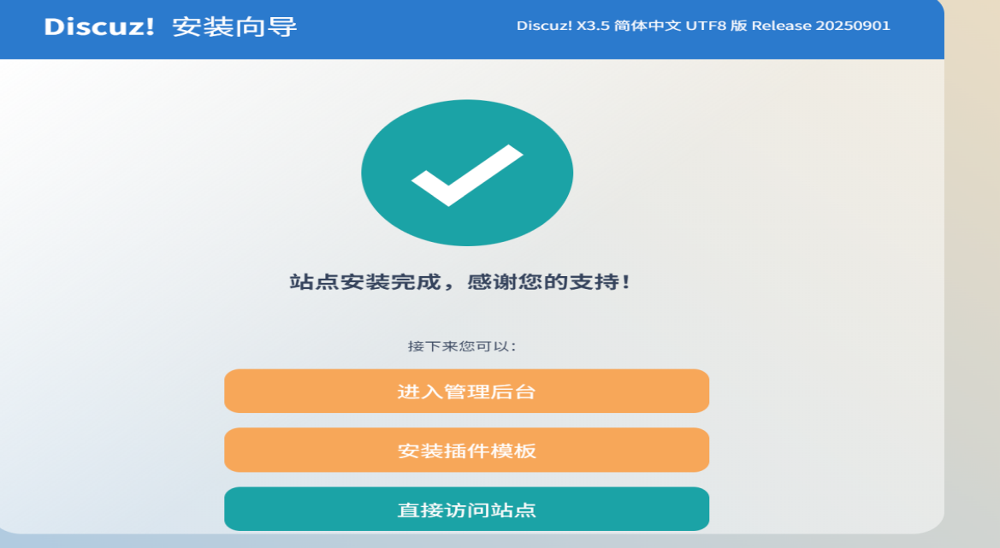 Discuz! 安装向导
Discuz! X3.5 简体中文 UTF8 版 Release 20250901
站点安装完成，感谢您的支持！
接下来您可以：
进入管理后台
安装插件模板
直接访问站点